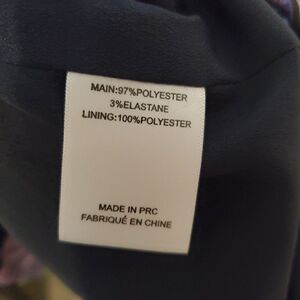 MAIN:97%POLYESTER
3%ELASTANE
LINING:100%POLYESTER
MADE IN PRC
FABRIQUÉ EN CHINE